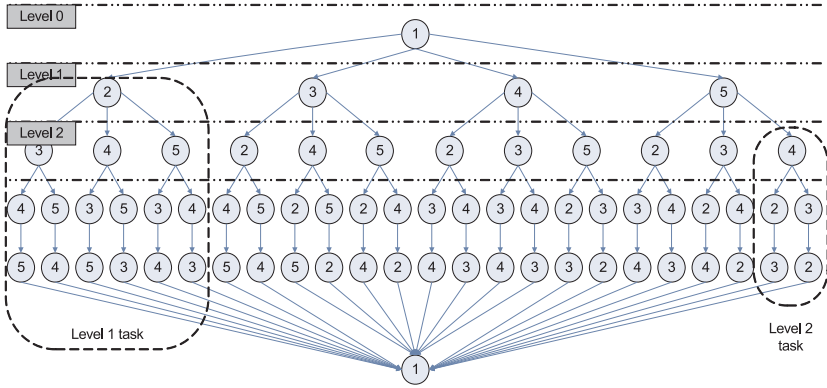 Level 0
1
Level 1
2 3 4 5
Level 2
3 4 5 2 4 5 2 3 5 2 3 4
4 5 3 5 3 4 4 5 2 5 2 4 3 4 3 4 2 3 3 4 2 4 2 3
5 4 5 3 4 3 5 4 5 2 4 2 4 3 4 3 3 2 4 3 4 2 3 2
Level 1 task
Level 2
task
1